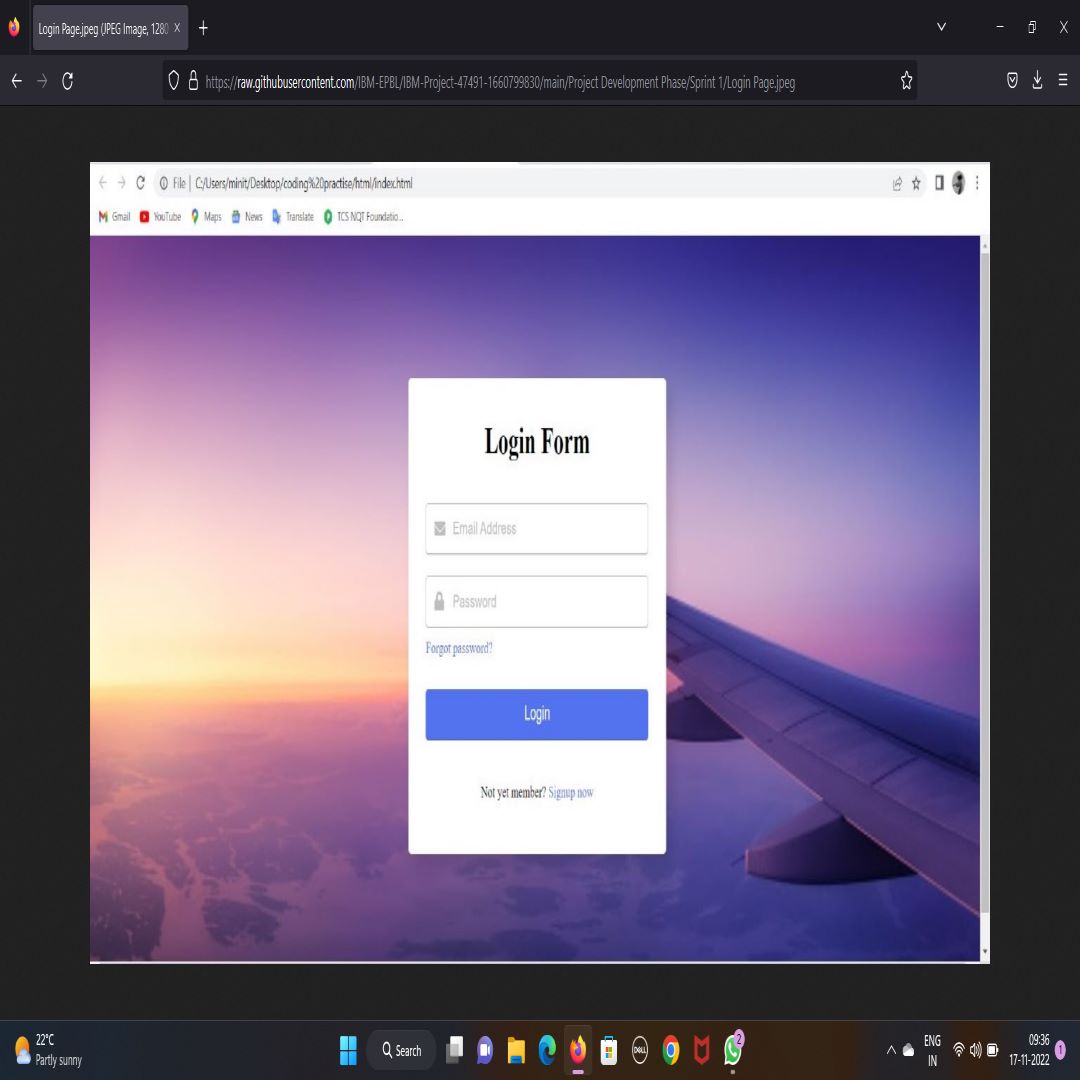 Login Page.jpeg (JPEG Image, 1280
https://raw.githubusercontent.com/IBM-EPBL/IBM-Project-47491-1660799830/main/Project Development Phase/Sprint 1/Login Page.jpeg
File | C:/Users/minit/Desktop/coding%20practise/html/index.html
Gmail YouTube Maps News Translate TCS NQT Foundatio...
Login Form
Email Address
Password
Forgot password?
Login
Not yet member? Signup now
22°C
Partly sunny
Search
DELL
2
ENG
IN
09:36
17-11-2022
1